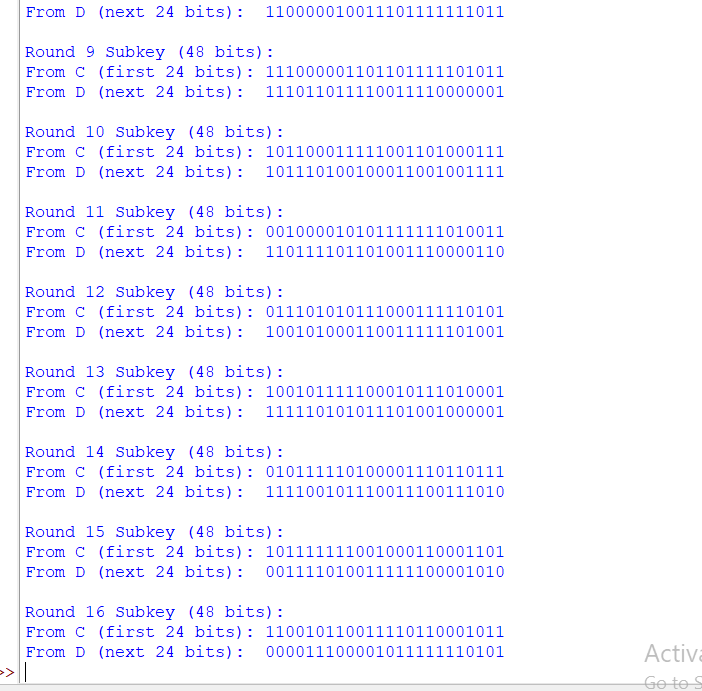 From D (next 24 bits):  110000010011101111111011
Round 9 Subkey (48 bits):
From C (first 24 bits): 111000001101101111101011
From D (next 24 bits):  111011011110011110000001
Round 10 Subkey (48 bits):
From C (first 24 bits): 101100011111001101000111
From D (next 24 bits):  101110100100011001001111
Round 11 Subkey (48 bits):
From C (first 24 bits): 001000010101111111010011
From D (next 24 bits):  110111101101001110000110
Round 12 Subkey (48 bits):
From C (first 24 bits): 011101010111000111110101
From D (next 24 bits):  100101000110011111101001
Round 13 Subkey (48 bits):
From C (first 24 bits): 100101111100010111010001
From D (next 24 bits):  111110101011101001000001
Round 14 Subkey (48 bits):
From C (first 24 bits): 010111110100001110110111
From D (next 24 bits):  111100101110011100111010
Round 15 Subkey (48 bits):
From C (first 24 bits): 101111111001000110001101
From D (next 24 bits):  001111010011111100001010
Round 16 Subkey (48 bits):
From C (first 24 bits): 110010110011110110001011
From D (next 24 bits):  000011100001011111110101
>>
Activa
Go to S